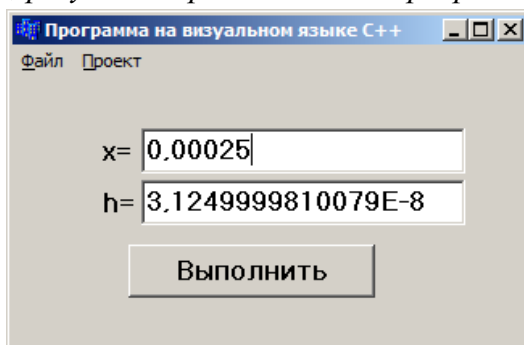 Программа на визуальном языке C++
Файл Проект
x= 0,00025
h= 3,1249999810079E-8
Выполнить